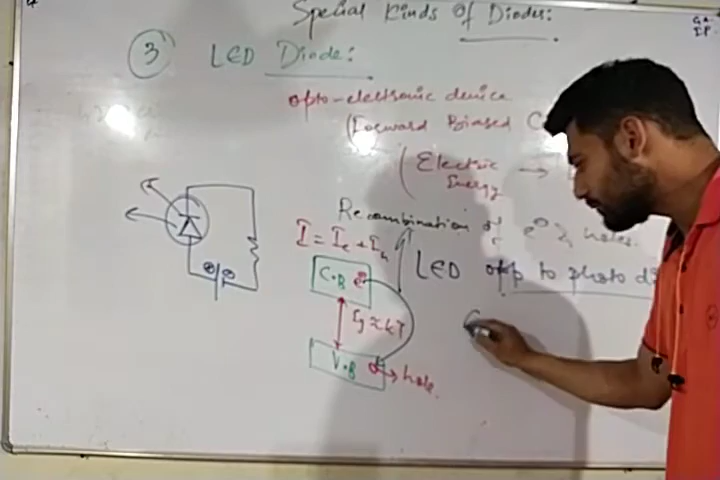 Special Kinds Of Diodes:
3
LED Diode:
opto-electronic device
(Forward Biased
(Electric Energy →
Recombination of e⊖ & holes.
I = Ie + Ih
LED opp to photo
C·B e⊖
Eg ≈ kT
V·B
→ hole.